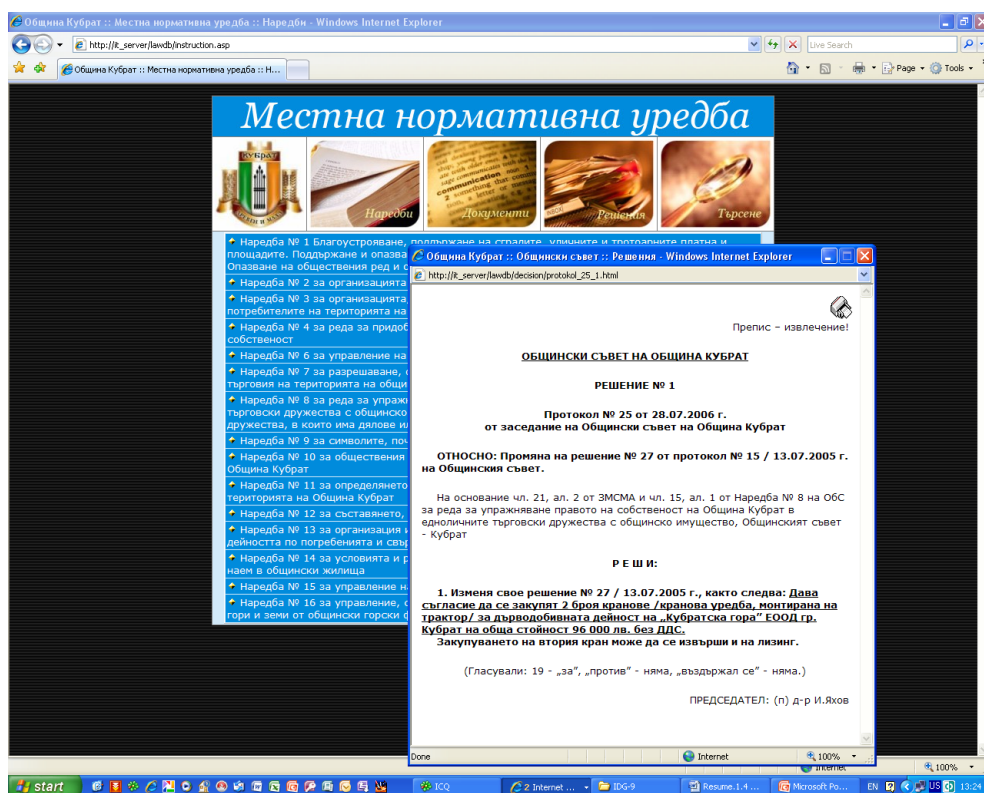 Община Кубрат :: Местна нормативна уредба :: Наредби - Windows Internet Explorer
http://it_server/lawdb/instruction.asp
Live Search
Община Кубрат :: Местна нормативна уредба :: Н...
Page
Tools
Местна нормативна уредба
КУБРАТ
Наредби
Документи
Решения
Търсене
communication
Наредба № 1 Благоустрояване, поддържане на сградите, уличните и тротоарните платна и
площадите. Поддържане и опазва
Опазване на обществения ред и с
Наредба № 2 за организацията
Наредба № 3 за организацията,
потребителите на територията на
Наредба № 4 за реда за придоб
собственост
Наредба № 6 за управление на
Наредба № 7 за разрешаване,
търговия на територията на общи
Наредба № 8 за реда за упраж
търговски дружества с общинско
дружества, в които има дялове и
Наредба № 9 за символите, поч
Наредба № 10 за обществения
Община Кубрат
Наредба № 11 за определянето
територията на Община Кубрат
Наредба № 12 за съставянето,
Наредба № 13 за организация и
дейността по погребенията и свъ
Наредба № 14 за условията и р
наем в общински жилища
Наредба № 15 за управление н
Наредба № 16 за управление,
гори и земи от общински горски ф
Община Кубрат :: Общински съвет :: Решения - Windows Internet Explorer
http://it_server/lawdb/decision/protokol_25_1.html
Препис – извлечение!
ОБЩИНСКИ СЪВЕТ НА ОБЩИНА КУБРАТ
РЕШЕНИЕ № 1
Протокол № 25 от 28.07.2006 г.
от заседание на Общински съвет на Община Кубрат
ОТНОСНО: Промяна на решение № 27 от протокол № 15 / 13.07.2005 г.
на Общинския съвет.
На основание чл. 21, ал. 2 от ЗМСМА и чл. 15, ал. 1 от Наредба № 8 на ОбС
за реда за упражняване правото на собственост на Община Кубрат в
едноличните търговски дружества с общинско имущество, Общинският съвет
- Кубрат
Р Е Ш И:
1. Изменя свое решение № 27 / 13.07.2005 г., както следва: Дава
съгласие да се закупят 2 броя кранове /кранова уредба, монтирана на
трактор/ за дърводобивната дейност на „Кубратска гора” ЕООД гр.
Кубрат на обща стойност 96 000 лв. без ДДС.
Закупуването на втория кран може да се извърши и на лизинг.
(Гласували: 19 - „за”, „против” - няма, „въздържал се” - няма.)
ПРЕДСЕДАТЕЛ: (п) д-р И.Яхов
Done
Internet
100%
Internet
100%
start
ICQ
2 Internet ...
IDG-9
Resume.1.4 ...
Microsoft Po...
EN
US
13:24